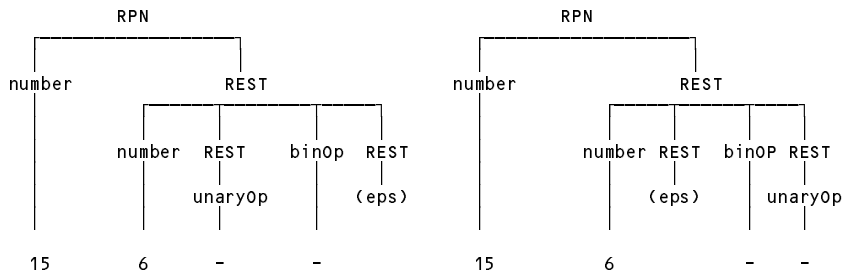 RPN RPN
number REST number REST
number REST binOp REST number REST binOP REST
unaryOp (eps) (eps) unaryOp
15 6 - - 15 6 - -